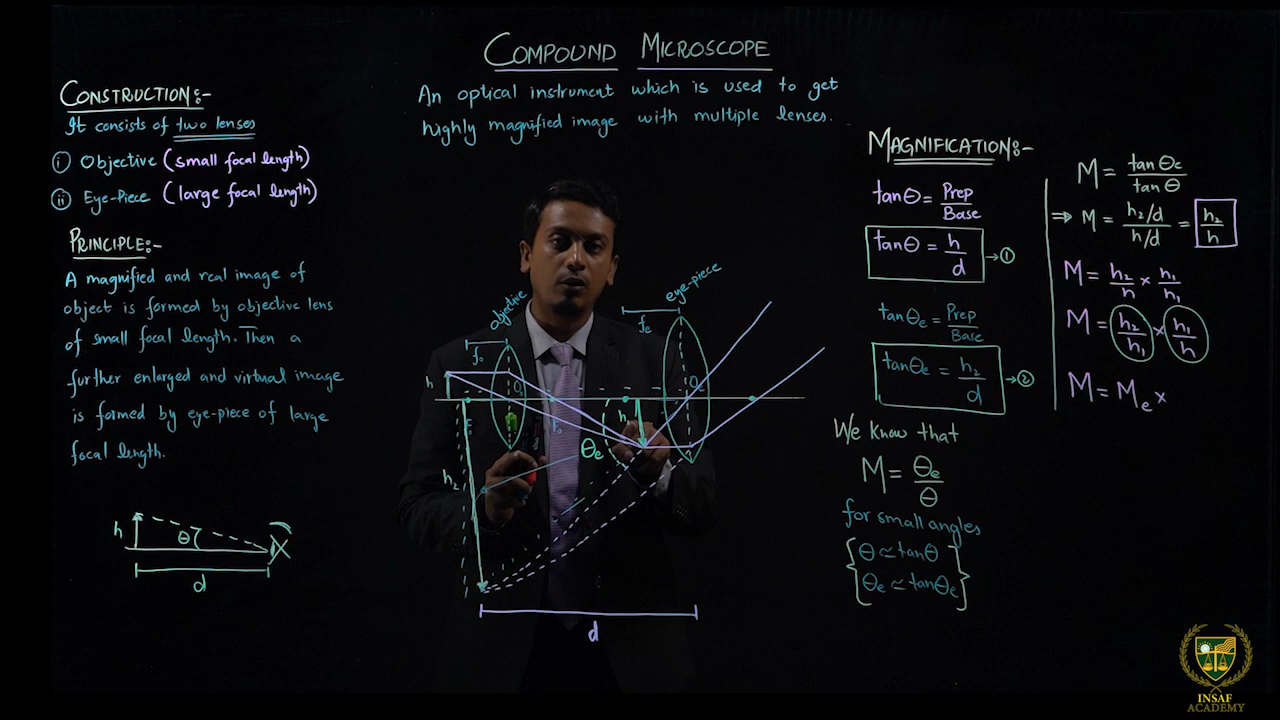 COMPOUND MICROSCOPE
An optical instrument which is used to get
highly magnified image with multiple lenses.
CONSTRUCTION:-
It consists of two lenses
i Objective (small focal length)
ii Eye-Piece (large focal length)
PRINCIPLE:-
A magnified and real image of
object is formed by objective lens
of small focal length. Then a
further enlarged and virtual image
is formed by eye-piece of large
focal length.
h
θ
d
objective
eye-piece
fo
fe
h
O
O
Fo
h
θe
h2
d
MAGNIFICATION:-
tanθ = Prep/Base
tanθ = h/d → 1
tanθe = Prep/Base
tanθe = h2/d → 2
We know that
M = θe/θ
for small angles
{θ ≃ tanθ
θe ≃ tanθe}
M = tanθe/tanθ
⇒ M = (h2/d)/(h/d) = h2/h
M = h2/h × h1/h1
M = h2/h1 × h1/h
M = Me ×
INSAF
ACADEMY